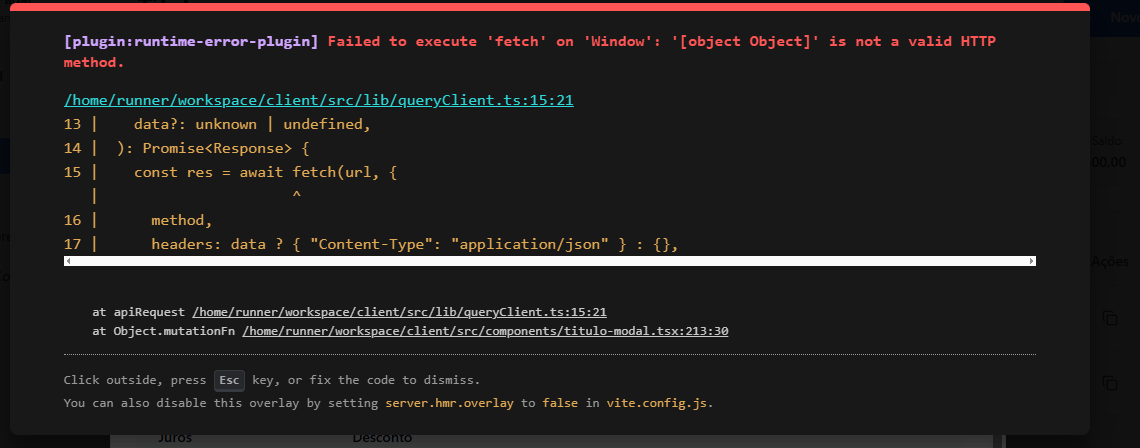 Nov
[plugin:runtime-error-plugin] Failed to execute 'fetch' on 'Window': '[object Object]' is not a valid HTTP
method.
/home/runner/workspace/client/src/lib/queryClient.ts:15:21
13 |    data?: unknown | undefined,
14 |  ): Promise<Response> {
15 |    const res = await fetch(url, {
   |                      ^
16 |      method,
17 |      headers: data ? { "Content-Type": "application/json" } : {},
Saldo
00,00
Ações
at apiRequest /home/runner/workspace/client/src/lib/queryClient.ts:15:21
at Object.mutationFn /home/runner/workspace/client/src/components/titulo-modal.tsx:213:30
Click outside, press Esc key, or fix the code to dismiss.
You can also disable this overlay by setting server.hmr.overlay to false in vite.config.js.
Juros Desconto